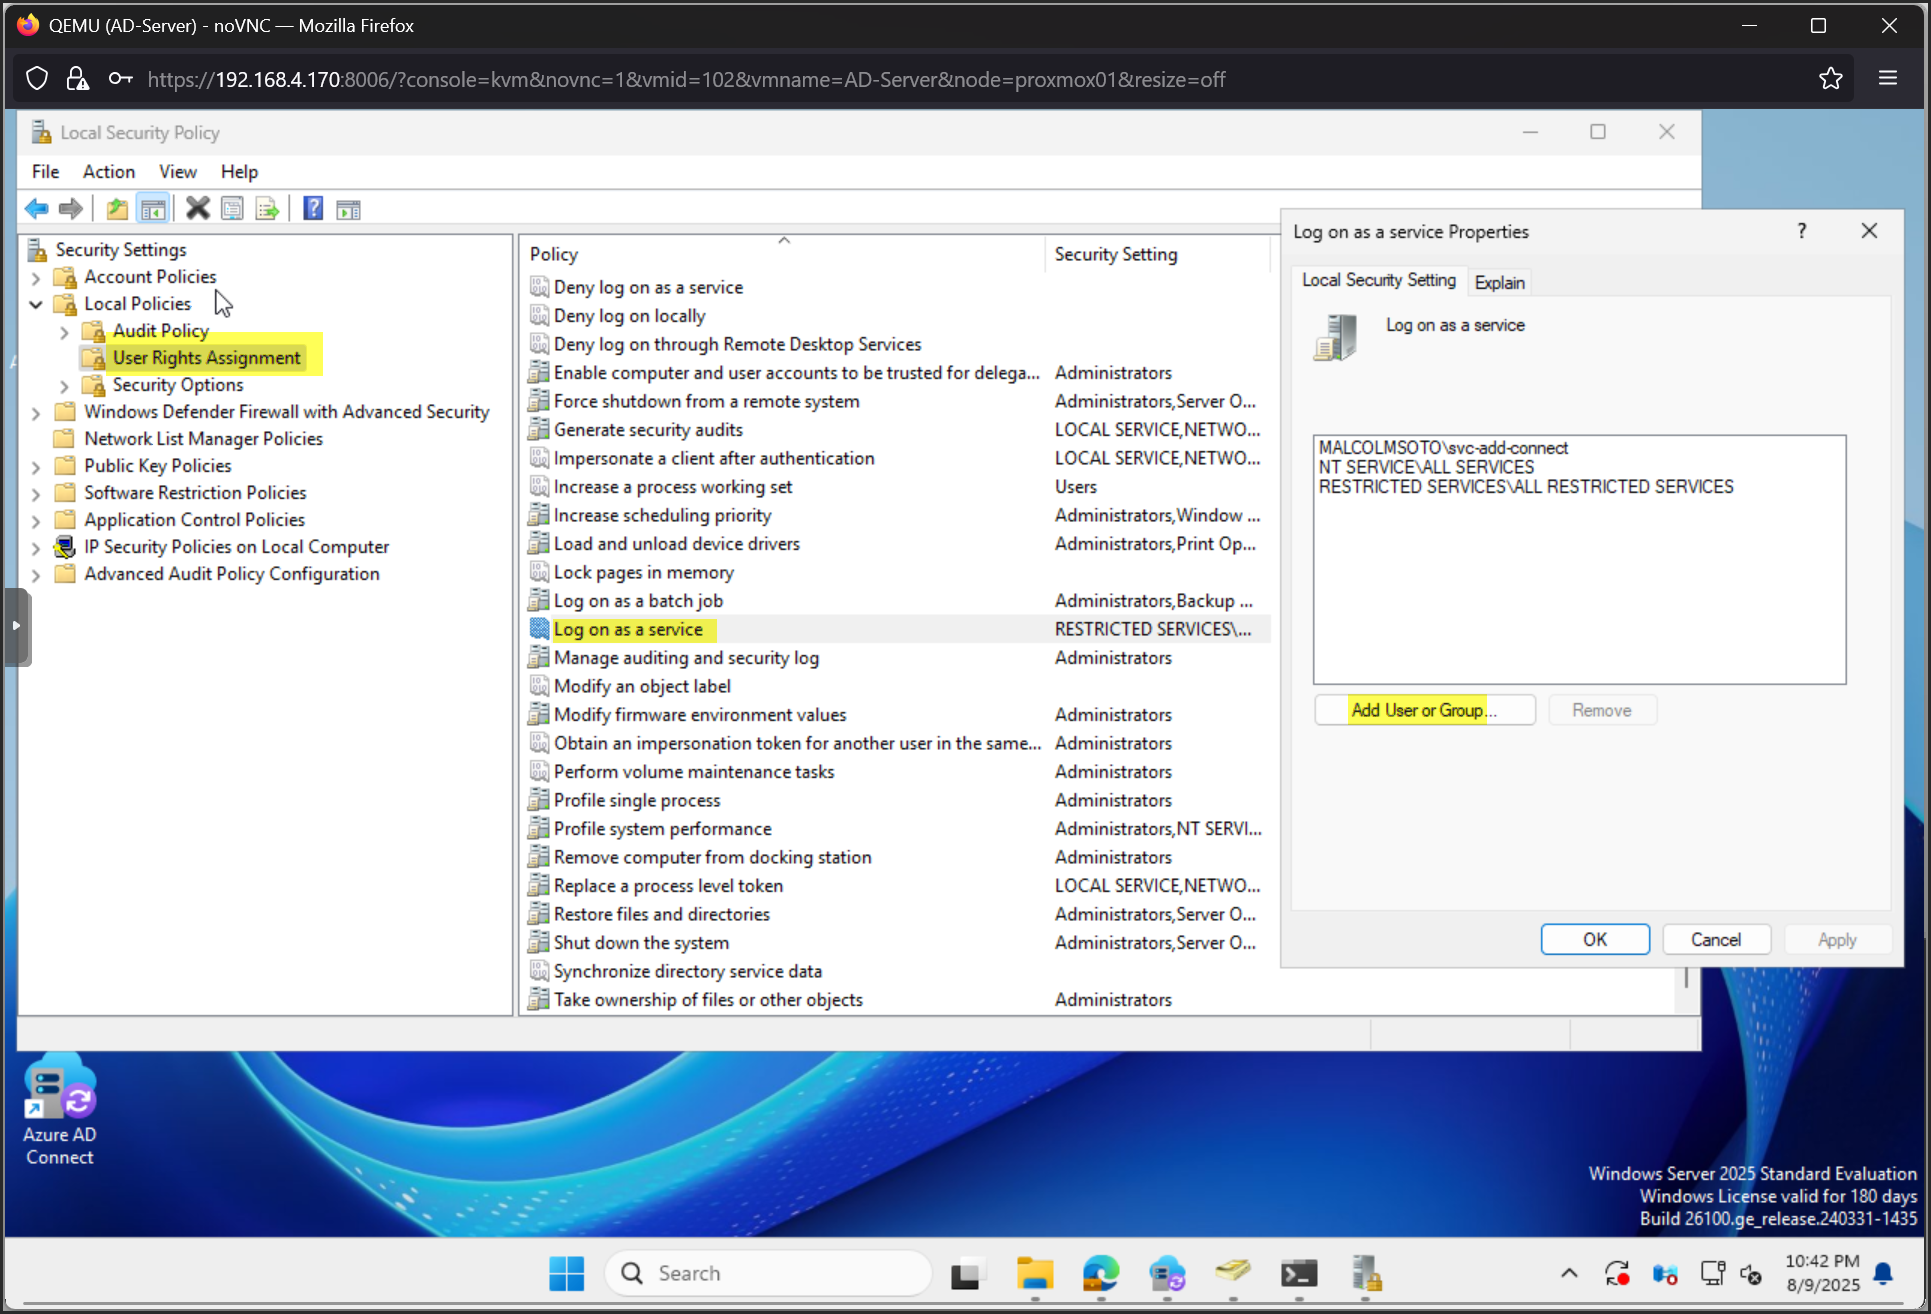 QEMU (AD-Server) - noVNC — Mozilla Firefox
https://192.168.4.170:8006/?console=kvm&novnc=1&vmid=102&vmname=AD-Server&node=proxmox01&resize=off
Local Security Policy
File Action View Help
Security Settings
Account Policies
Local Policies
Audit Policy
User Rights Assignment
Security Options
Windows Defender Firewall with Advanced Security
Network List Manager Policies
Public Key Policies
Software Restriction Policies
Application Control Policies
IP Security Policies on Local Computer
Advanced Audit Policy Configuration
Policy Security Setting
Deny log on as a service
Deny log on locally
Deny log on through Remote Desktop Services
Enable computer and user accounts to be trusted for delega... Administrators
Force shutdown from a remote system Administrators,Server O...
Generate security audits LOCAL SERVICE,NETWO...
Impersonate a client after authentication LOCAL SERVICE,NETWO...
Increase a process working set Users
Increase scheduling priority Administrators,Window ...
Load and unload device drivers Administrators,Print Op...
Lock pages in memory
Log on as a batch job Administrators,Backup ...
Log on as a service RESTRICTED SERVICES\...
Manage auditing and security log Administrators
Modify an object label
Modify firmware environment values Administrators
Obtain an impersonation token for another user in the same... Administrators
Perform volume maintenance tasks Administrators
Profile single process Administrators
Profile system performance Administrators,NT SERVI...
Remove computer from docking station Administrators
Replace a process level token LOCAL SERVICE,NETWO...
Restore files and directories Administrators,Server O...
Shut down the system Administrators,Server O...
Synchronize directory service data
Take ownership of files or other objects Administrators
Log on as a service Properties
?
Local Security Setting Explain
Log on as a service
MALCOLMSOTO\svc-add-connect
NT SERVICE\ALL SERVICES
RESTRICTED SERVICES\ALL RESTRICTED SERVICES
Add User or Group... Remove
OK Cancel Apply
Azure AD
Connect
Windows Server 2025 Standard Evaluation
Windows License valid for 180 days
Build 26100.ge_release.240331-1435
Search
10:42 PM
8/9/2025